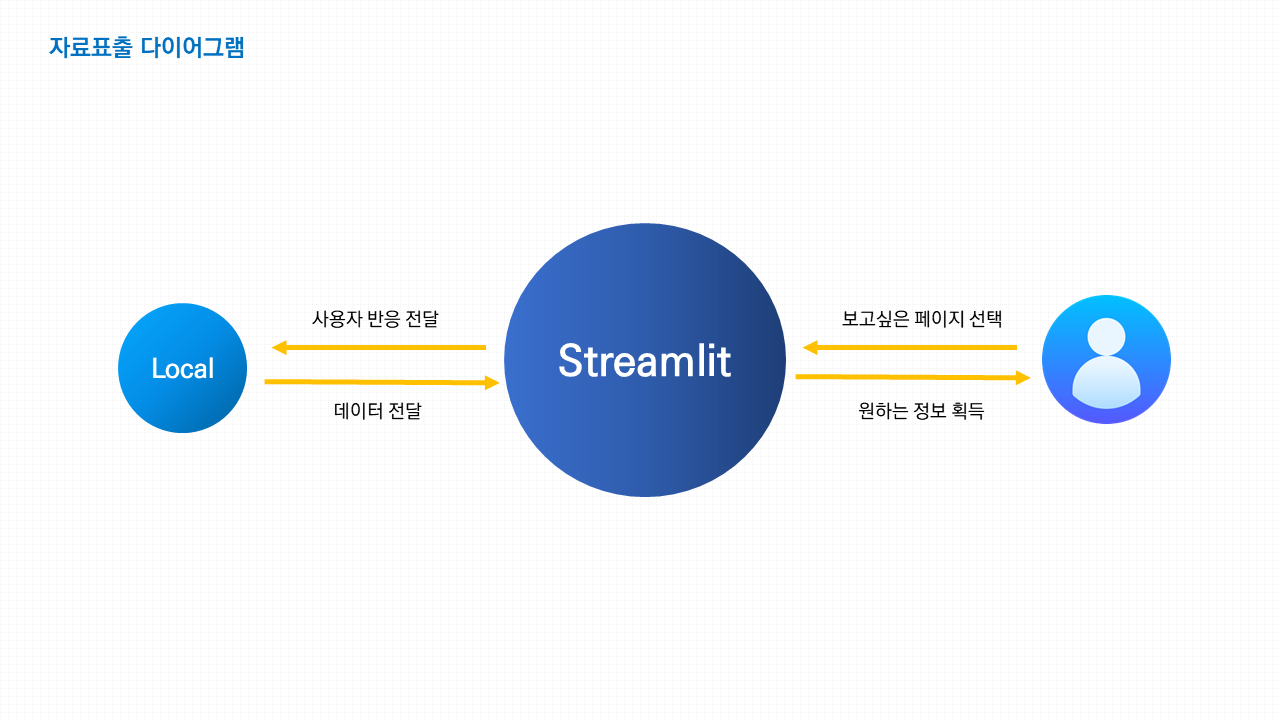 자료표출 다이어그램
사용자 반응 전달
보고싶은 페이지 선택
Local
Streamlit
데이터 전달
원하는 정보 획득